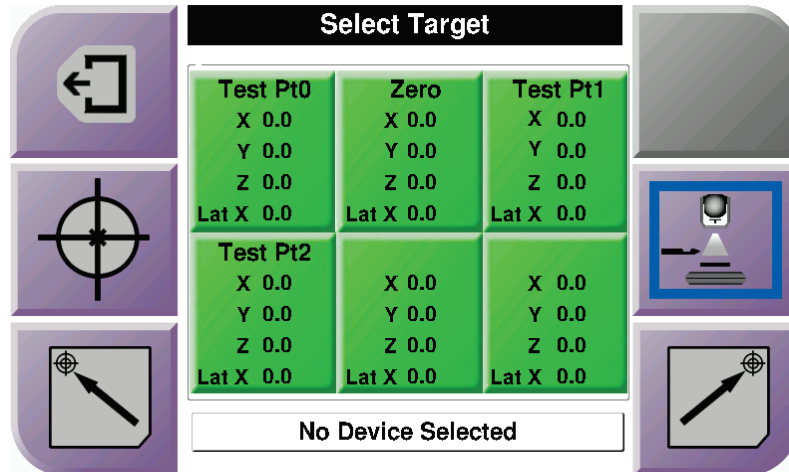 Select Target
Test Pt0 Zero Test Pt1
X 0.0 X 0.0 X 0.0
Y 0.0 Y 0.0 Y 0.0
Z 0.0 Z 0.0 Z 0.0
Lat X 0.0 Lat X 0.0 Lat X 0.0
Test Pt2
X 0.0 X 0.0 X 0.0
Y 0.0 Y 0.0 Y 0.0
Z 0.0 Z 0.0 Z 0.0
Lat X 0.0 Lat X 0.0 Lat X 0.0
No Device Selected